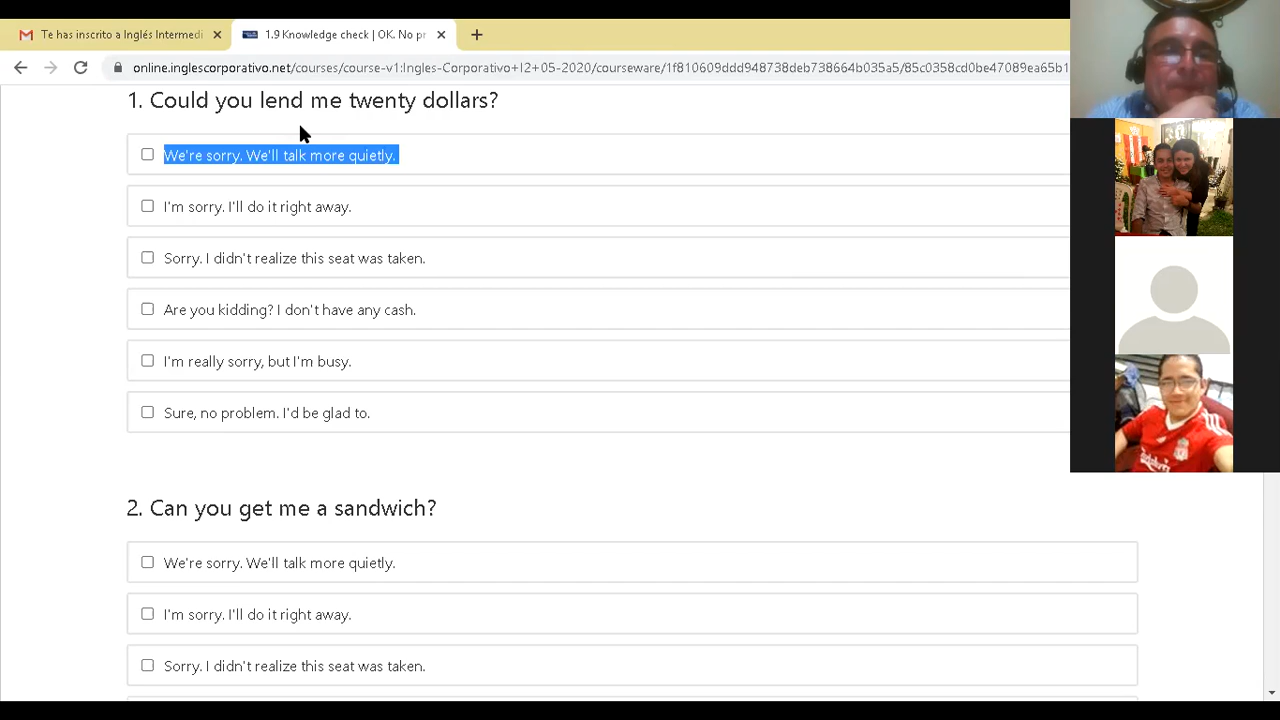 Te has inscrito a Inglés Intermedi
1.9 Knowledge check | OK. No pr
online.inglescorporativo.net/courses/course-v1:Ingles-Corporativo+I2+05-2020/courseware/1f810609ddd948738deb738664b035a5/85c0358cd0be47089ea65b1
1. Could you lend me twenty dollars?
We're sorry. We'll talk more quietly.
I'm sorry. I'll do it right away.
Sorry. I didn't realize this seat was taken.
Are you kidding? I don't have any cash.
I'm really sorry, but I'm busy.
Sure, no problem. I'd be glad to.
2. Can you get me a sandwich?
We're sorry. We'll talk more quietly.
I'm sorry. I'll do it right away.
Sorry. I didn't realize this seat was taken.